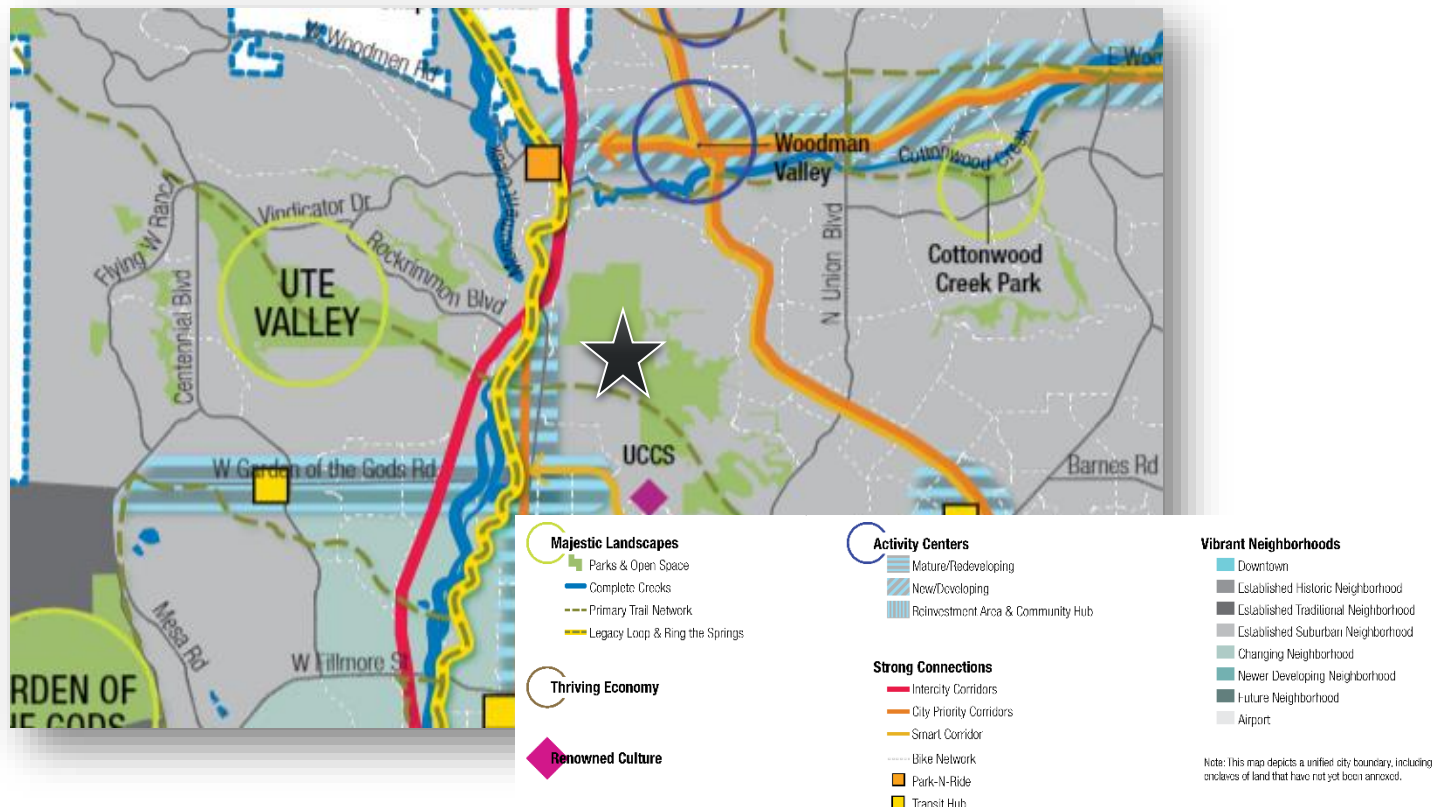 W Woodmen Rd
E Woo
Woodman
Valley
Cottonwood Creek
Flying W Ranc
Vindicator Dr
Rockrimmon Blvd
UTE
VALLEY
Centennial Blvd
N Union Blvd
Cottonwood
Creek Park
W Garden of the Gods Rd
UCCS
Barnes Rd
Mesa Rd
W Fillmore St
RDEN OF
HE GODS
Majestic Landscapes
Parks & Open Space
Complete Creeks
Primary Trail Network
Legacy Loop & Ring the Springs
Thriving Economy
Renowned Culture
Activity Centers
Mature/Redeveloping
New/Developing
Reinvestment Area & Community Hub
Strong Connections
Intercity Corridors
City Priority Corridors
Smart Corridor
Bike Network
Park-N-Ride
Transit Hub
Vibrant Neighborhoods
Downtown
Established Historic Neighborhood
Established Traditional Neighborhood
Established Suburban Neighborhood
Changing Neighborhood
Newer Developing Neighborhood
Future Neighborhood
Airport
Note: This map depicts a unified city boundary, including
enclaves of land that have not yet been annexed.